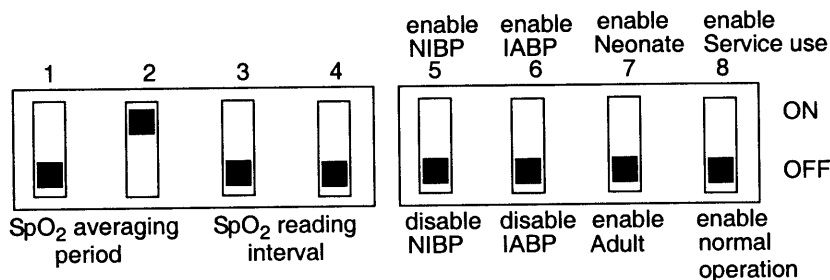 enable NIBP
enable IABP
enable Neonate
enable Service use
1 2 3 4 5 6 7 8
ON
OFF
SpO2 averaging period
SpO2 reading interval
disable NIBP
disable IABP
enable Adult
enable normal operation